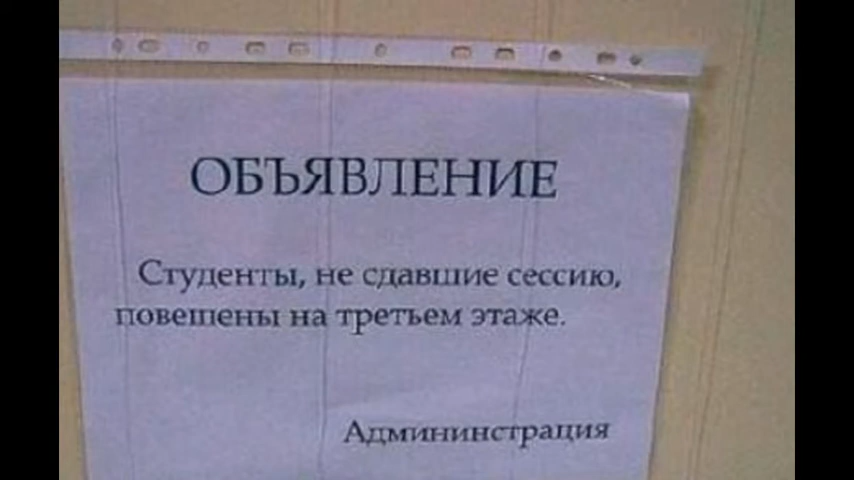 ОБЪЯВЛЕНИЕ
Студенты, не сдавшие сессию,
повешены на третьем этаже.
Админинстрация